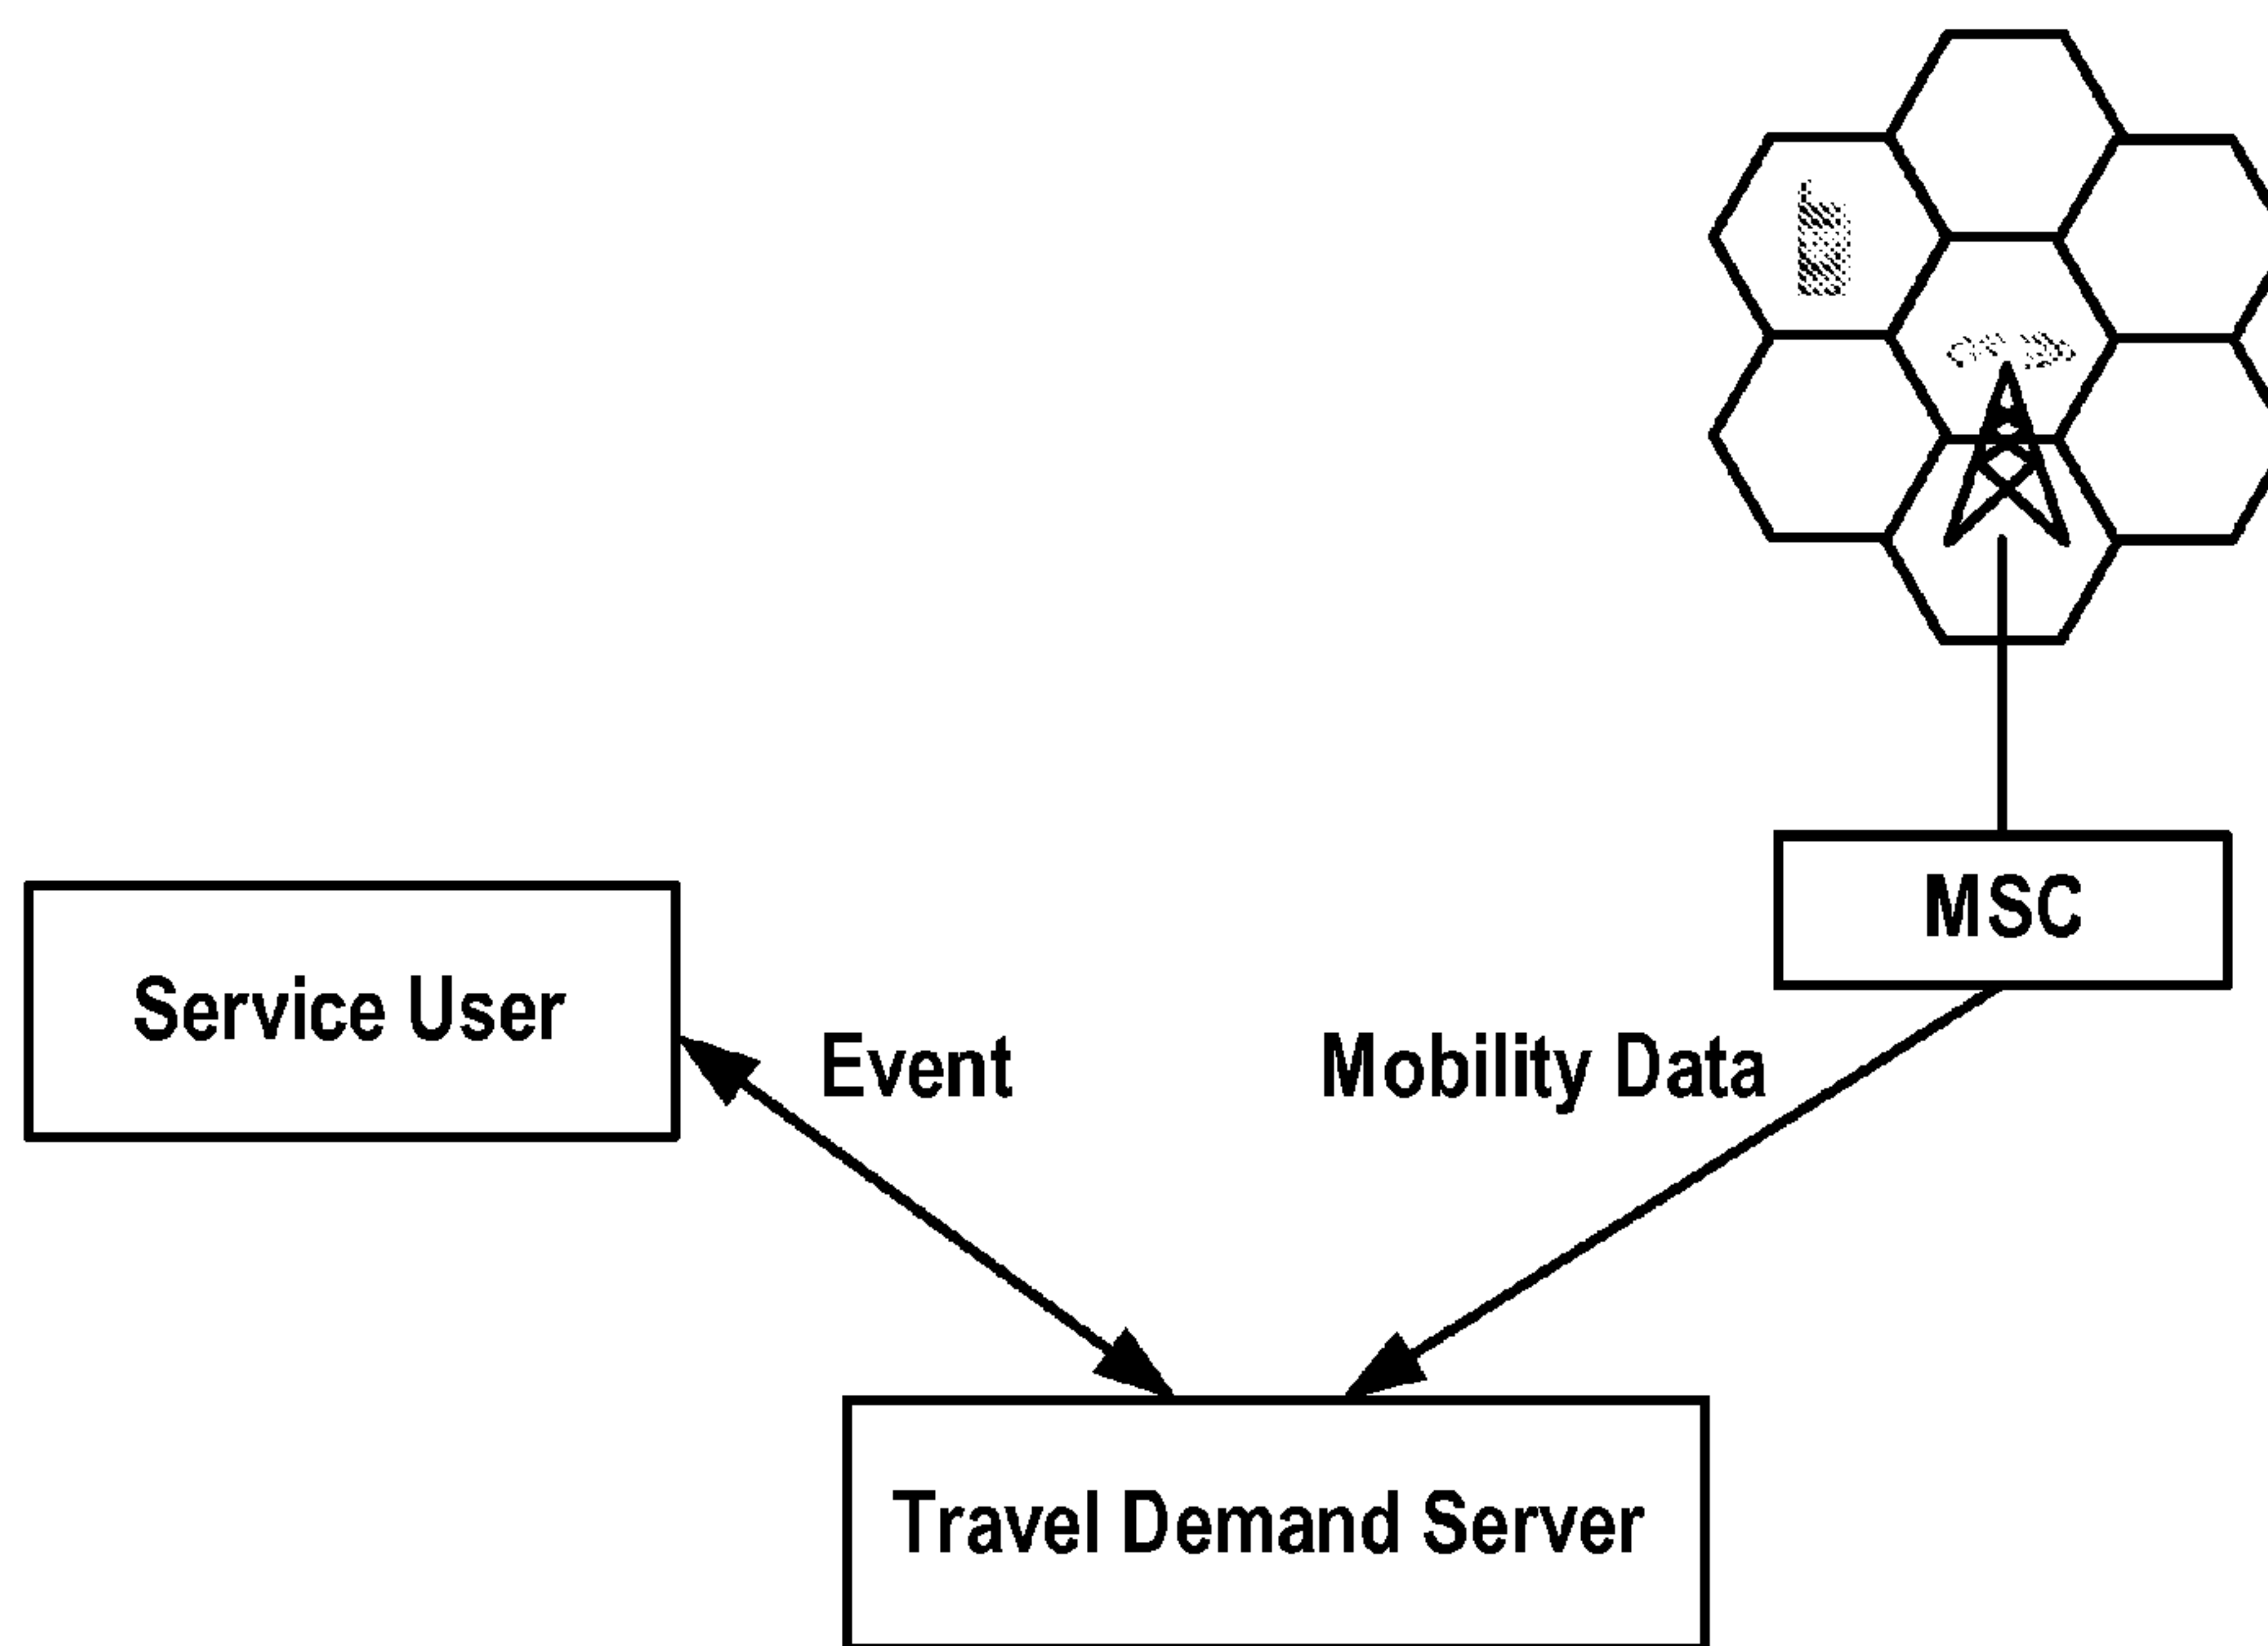 MSC
Service User
Event
Mobility Data
Travel Demand Server